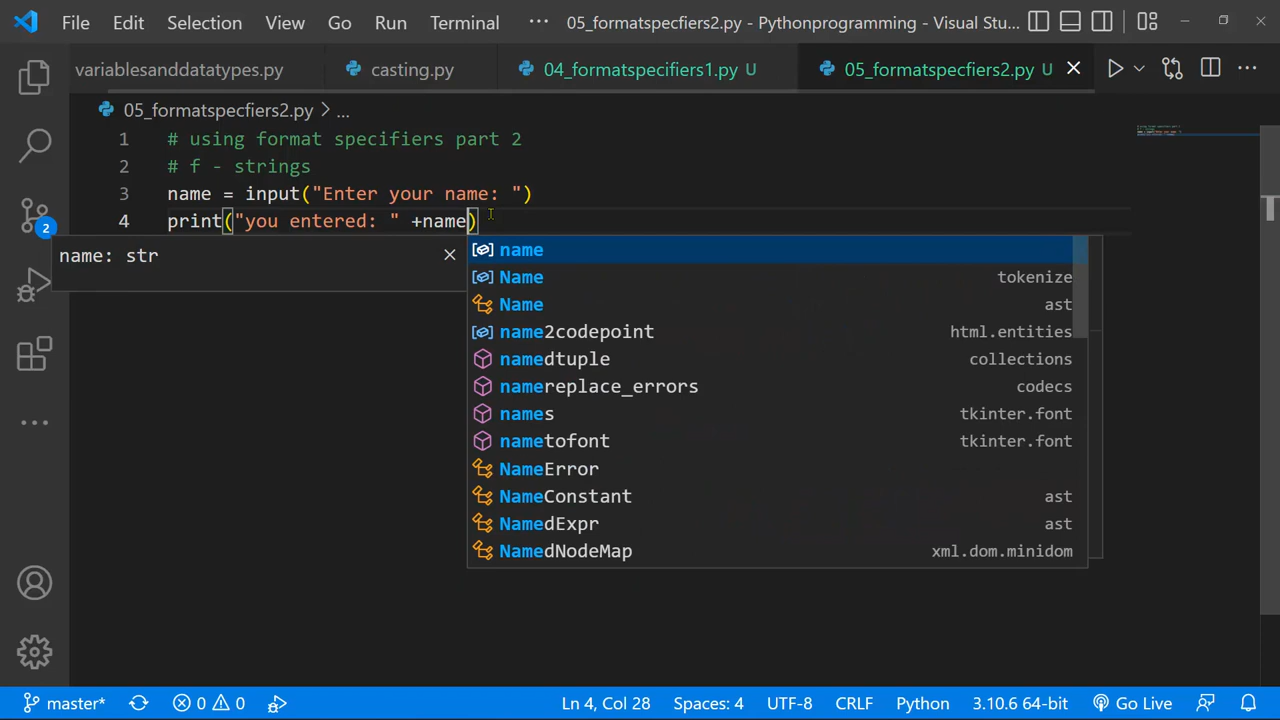 File Edit Selection View Go Run Terminal ··· 05_formatspecfiers2.py - Pythonprogramming - Visual Stu...
variablesanddatatypes.py casting.py 04_formatspecifiers1.py U 05_formatspecfiers2.py U
05_formatspecfiers2.py > ...
1 # using format specifiers part 2
2 # f - strings
3 name = input("Enter your name: ")
4 print("you entered: " +name)
name: str
name
Name tokenize
Name ast
name2codepoint html.entities
namedtuple collections
namereplace_errors codecs
names tkinter.font
nametofont tkinter.font
NameError
NameConstant ast
NamedExpr ast
NamedNodeMap xml.dom.minidom
2
master* 0 0 Ln 4, Col 28 Spaces: 4 UTF-8 CRLF Python 3.10.6 64-bit Go Live